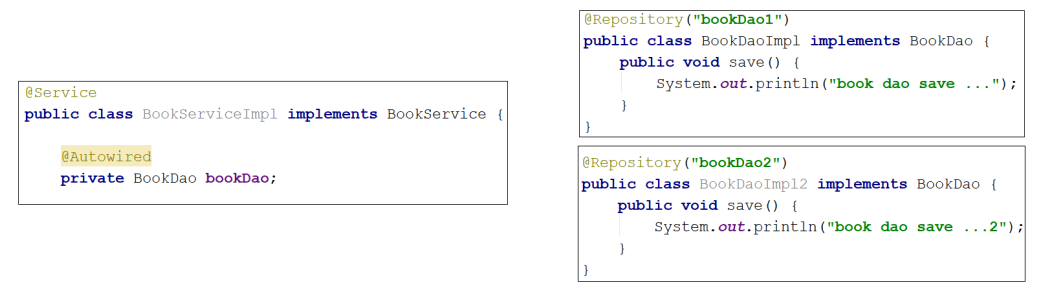 @Service
public class BookServiceImpl implements BookService {
@Autowired
private BookDao bookDao;
@Repository("bookDao1")
public class BookDaoImpl implements BookDao {
public void save() {
System.out.println("book dao save ...");
}
}
@Repository("bookDao2")
public class BookDaoImpl2 implements BookDao {
public void save() {
System.out.println("book dao save ...2");
}
}